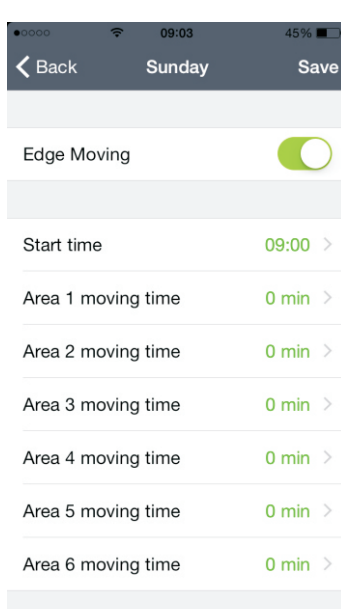 09:03 45%
Back Sunday Save
Edge Moving
Start time 09:00
Area 1 moving time 0 min
Area 2 moving time 0 min
Area 3 moving time 0 min
Area 4 moving time 0 min
Area 5 moving time 0 min
Area 6 moving time 0 min